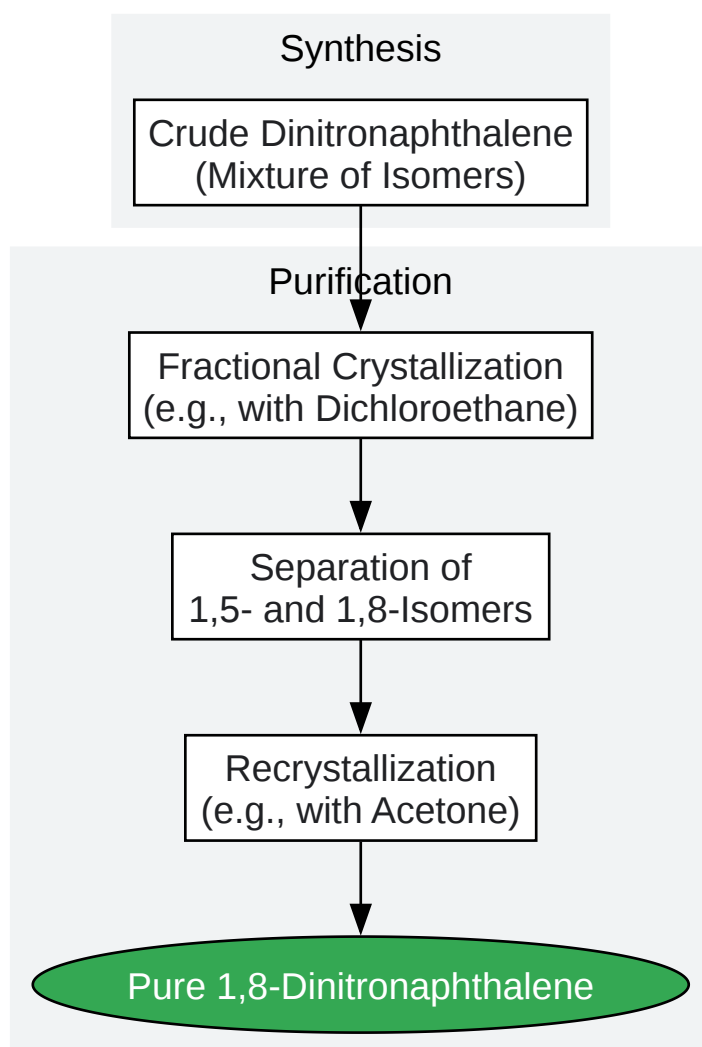 Synthesis
Crude Dinitronaphthalene
(Mixture of Isomers)
Purification
Fractional Crystallization
(e.g., with Dichloroethane)
Separation of
1,5- and 1,8-Isomers
Recrystallization
(e.g., with Acetone)
Pure 1,8-Dinitronaphthalene